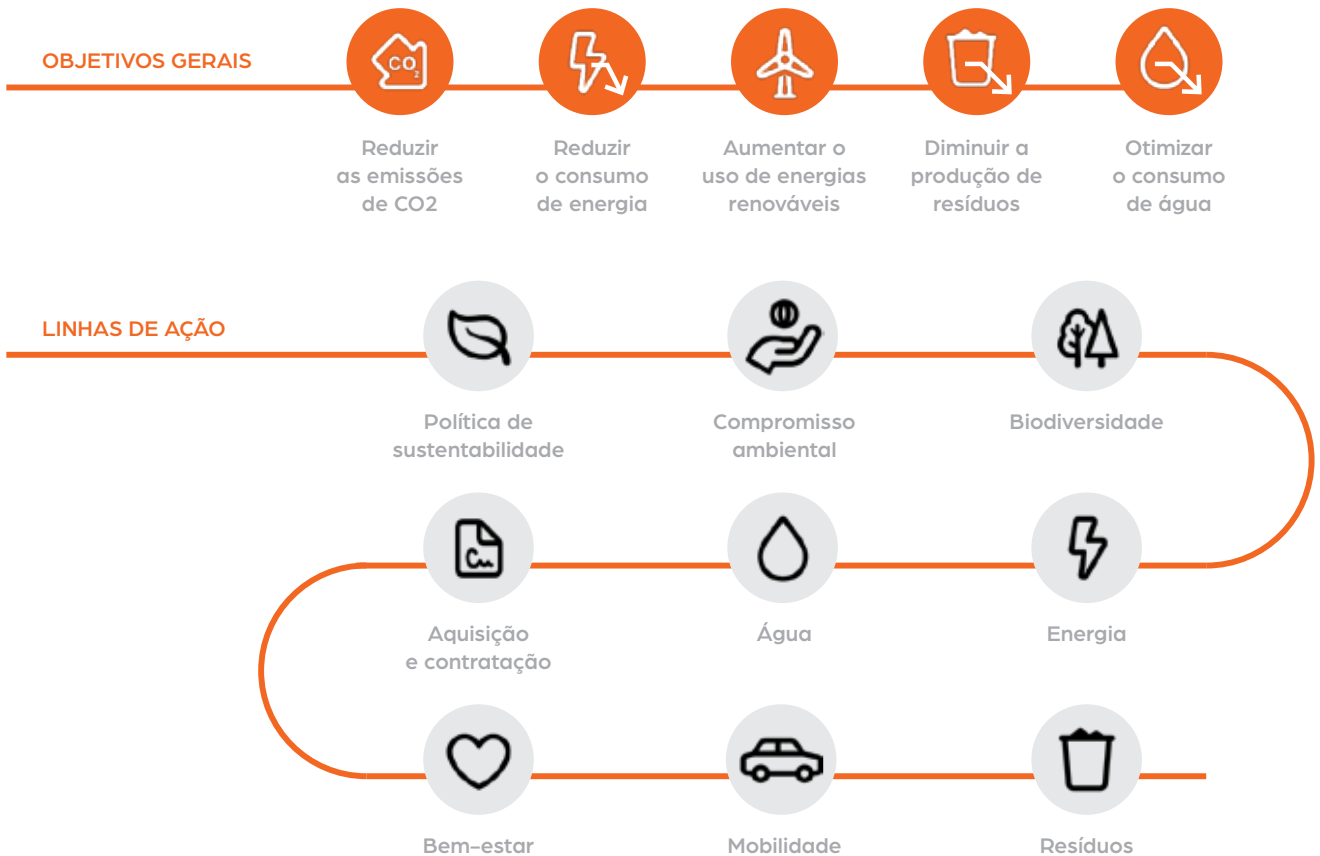 OBJETIVOS GERAIS
CO2
Reduzir
as emissões
de CO2
Reduzir
o consumo
de energia
Aumentar o
uso de energias
renováveis
Diminuir a
produção de
resíduos
Otimizar
o consumo
de água
LINHAS DE AÇÃO
Política de
sustentabilidade
Compromisso
ambiental
Biodiversidade
Aquisição
e contratação
Água
Energia
Bem-estar
Mobilidade
Resíduos